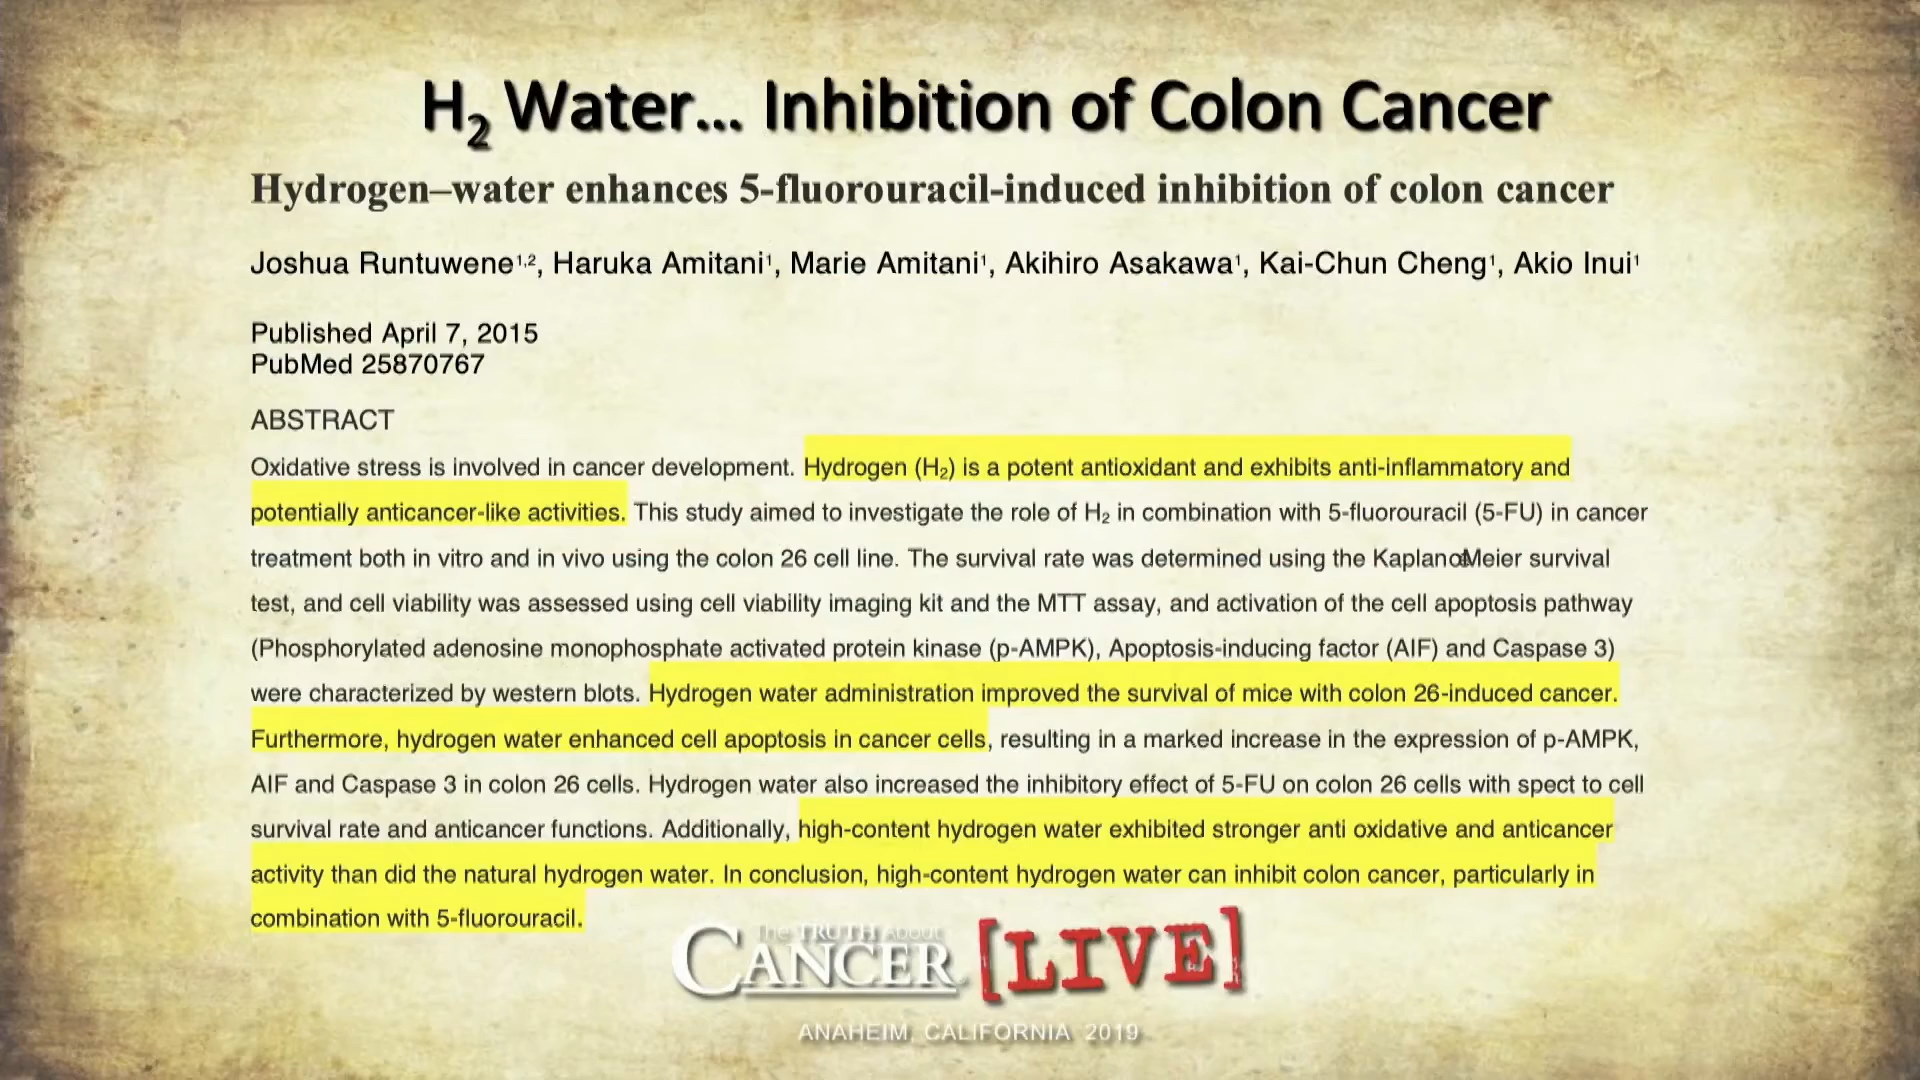 H₂ Water... Inhibition of Colon Cancer
Hydrogen–water enhances 5-fluorouracil-induced inhibition of colon cancer
Joshua Runtuwene¹,², Haruka Amitani¹, Marie Amitani¹, Akihiro Asakawa¹, Kai-Chun Cheng¹, Akio Inui¹
Published April 7, 2015
PubMed 25870767
ABSTRACT
Oxidative stress is involved in cancer development. Hydrogen (H₂) is a potent antioxidant and exhibits anti-inflammatory and
potentially anticancer-like activities. This study aimed to investigate the role of H₂ in combination with 5-fluorouracil (5-FU) in cancer
treatment both in vitro and in vivo using the colon 26 cell line. The survival rate was determined using the Meier survival
test, and cell viability was assessed using cell viability imaging kit and the MTT assay, and activation of the cell apoptosis pathway
(Phosphorylated adenosine monophosphate activated protein kinase (p-AMPK), Apoptosis-inducing factor (AIF) and Caspase 3)
were characterized by western blots. Hydrogen water administration improved the survival of mice with colon 26-induced cancer.
Furthermore, hydrogen water enhanced cell apoptosis in cancer cells, resulting in a marked increase in the expression of p-AMPK,
AIF and Caspase 3 in colon 26 cells. Hydrogen water also increased the inhibitory effect of 5-FU on colon 26 cells with spect to cell
survival rate and anticancer functions. Additionally, high-content hydrogen water exhibited stronger anti oxidative and anticancer
activity than did the natural hydrogen water. In conclusion, high-content hydrogen water can inhibit colon cancer, particularly in
combination with 5-fluorouracil.
The TRUTH About
CANCER [LIVE]
ANAHEIM, CALIFORNIA 2019